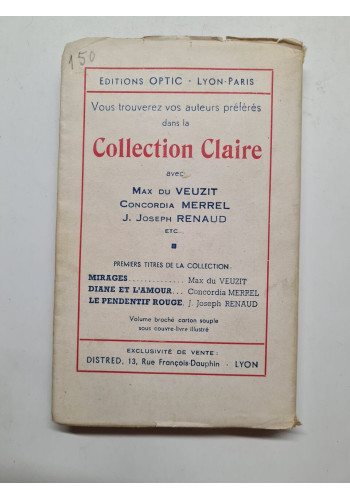 150
EDITIONS OPTIC - LYON-PARIS
Vous trouverez vos auteurs préférés
dans la
Collection Claire
avec
MAX DU VEUZIT
CONCORDIA MERREL
J. JOSEPH RENAUD
ETC...
PREMIERS TITRES DE LA COLLECTION :
MIRAGES.............. Max du VEUZIT
DIANE ET L'AMOUR... Concordia MERREL
LE PENDENTIF ROUGE. J. Joseph RENAUD
Volume broché carton souple
sous couvre-livre illustré
EXCLUSIVITÉ DE VENTE :
DISTRED, 13, Rue François-Dauphin - LYON